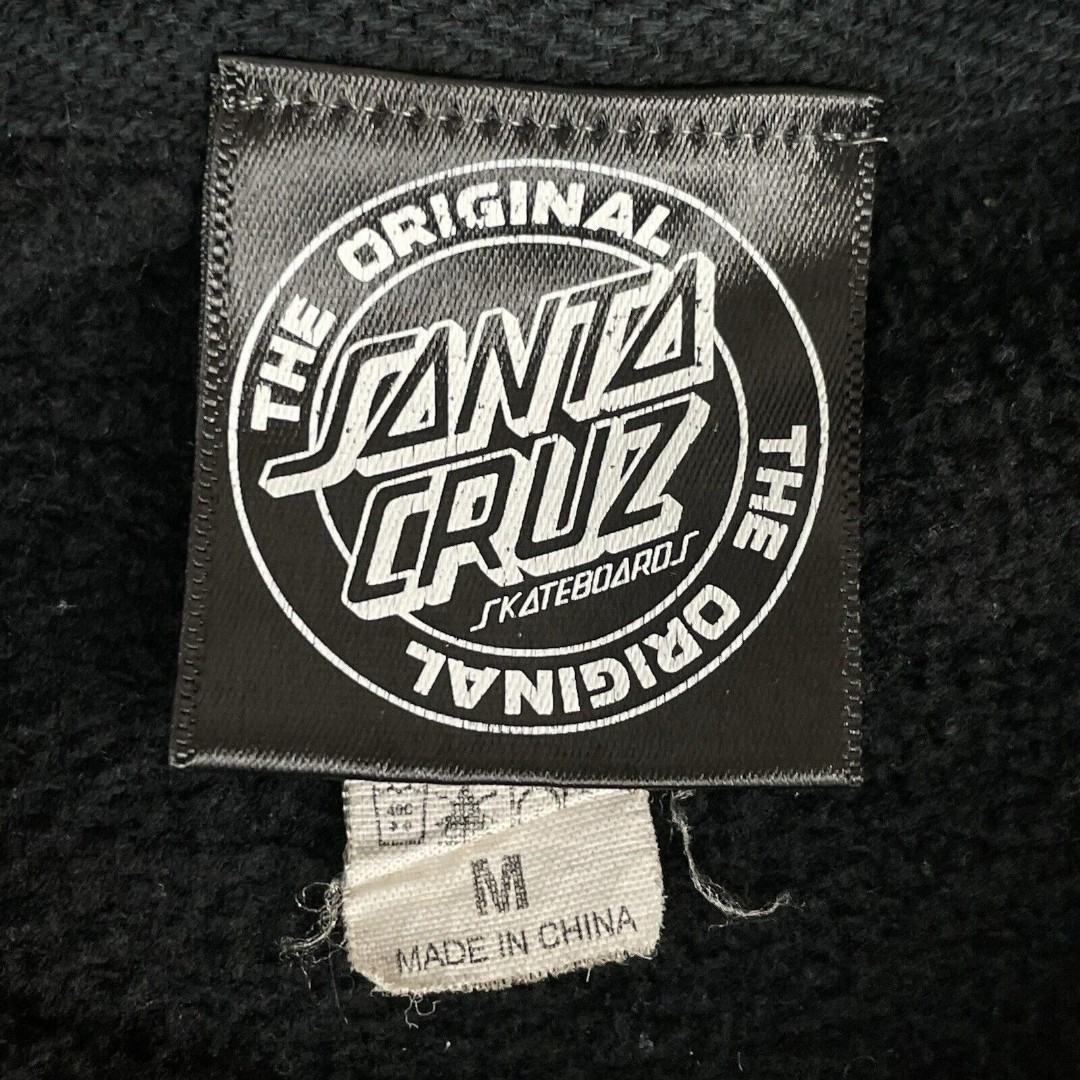 THE ORIGINAL
SANTA
CRUZ
SKATEBOARDS
THE ORIGINAL
M
MADE IN CHINA